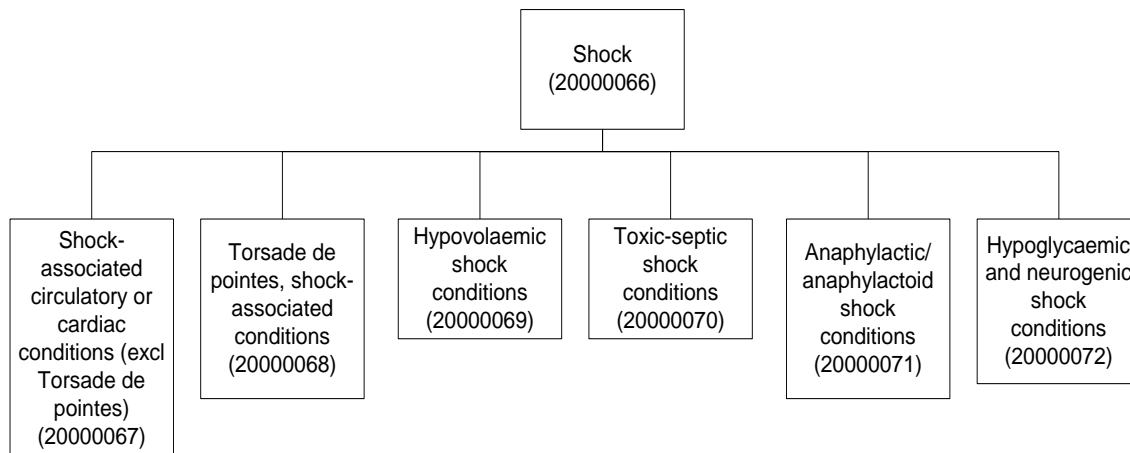 Shock
(20000066)
Shock-
associated
circulatory or
cardiac
conditions (excl
Torsade de
pointes)
(20000067)
Torsade de
pointes, shock-
associated
conditions
(20000068)
Hypovolaemic
shock
conditions
(20000069)
Toxic-septic
shock
conditions
(20000070)
Anaphylactic/
anaphylactoid
shock
conditions
(20000071)
Hypoglycaemic
and neurogenic
shock
conditions
(20000072)